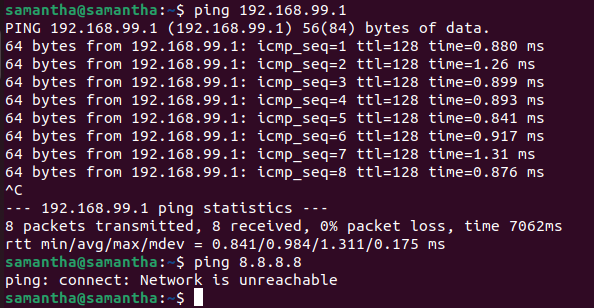 samantha@samantha:~$ ping 192.168.99.1
PING 192.168.99.1 (192.168.99.1) 56(84) bytes of data.
64 bytes from 192.168.99.1: icmp_seq=1 ttl=128 time=0.880 ms
64 bytes from 192.168.99.1: icmp_seq=2 ttl=128 time=1.26 ms
64 bytes from 192.168.99.1: icmp_seq=3 ttl=128 time=0.899 ms
64 bytes from 192.168.99.1: icmp_seq=4 ttl=128 time=0.893 ms
64 bytes from 192.168.99.1: icmp_seq=5 ttl=128 time=0.841 ms
64 bytes from 192.168.99.1: icmp_seq=6 ttl=128 time=0.917 ms
64 bytes from 192.168.99.1: icmp_seq=7 ttl=128 time=1.31 ms
64 bytes from 192.168.99.1: icmp_seq=8 ttl=128 time=0.876 ms
^C
--- 192.168.99.1 ping statistics ---
8 packets transmitted, 8 received, 0% packet loss, time 7062ms
rtt min/avg/max/mdev = 0.841/0.984/1.311/0.175 ms
samantha@samantha:~$ ping 8.8.8.8
ping: connect: Network is unreachable
samantha@samantha:~$